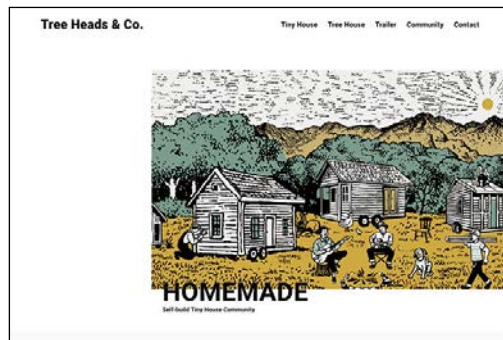 Tree Heads & Co.
Tiny House Tree House Trailer Community Contact
HOMEMADE
Self-build Tiny House Community